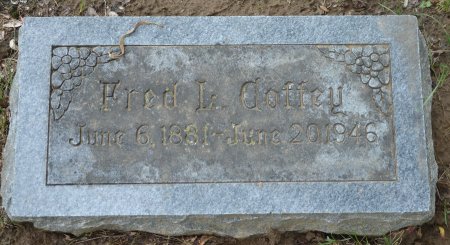 Fred L. Coffey
June 6, 1881-June 20 1946